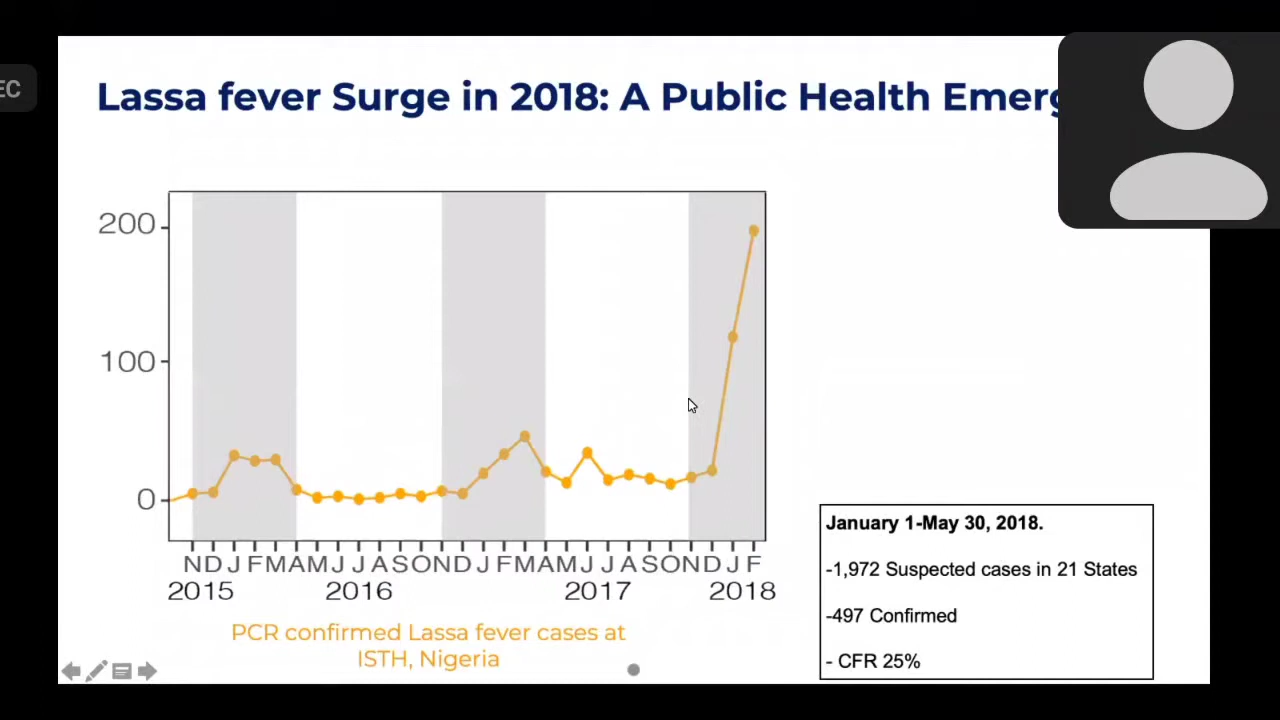 EC
Lassa fever Surge in 2018: A Public Health Emerg
200
100
0
N D J F M A M J J A S O N D J F M A M J J A S O N D J F
2015 2016 2017 2018
PCR confirmed Lassa fever cases at
ISTH, Nigeria
January 1-May 30, 2018.
-1,972 Suspected cases in 21 States
-497 Confirmed
- CFR 25%